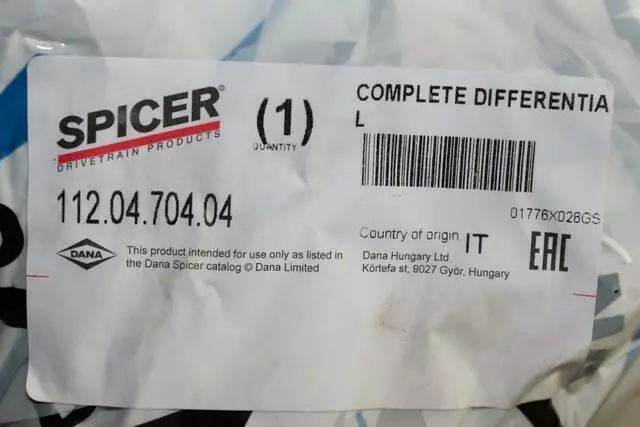 SPICER®
DRIVETRAIN PRODUCTS
(1)
QUANTITY
COMPLETE DIFFERENTIA
L
112.04.704.04
01776X026GS
DANA
This product intended for use only as listed in
the Dana Spicer catalog © Dana Limited
Country of origin IT
Dana Hungary Ltd.
Körtefa st, 9027 Györ, Hungary
EAC